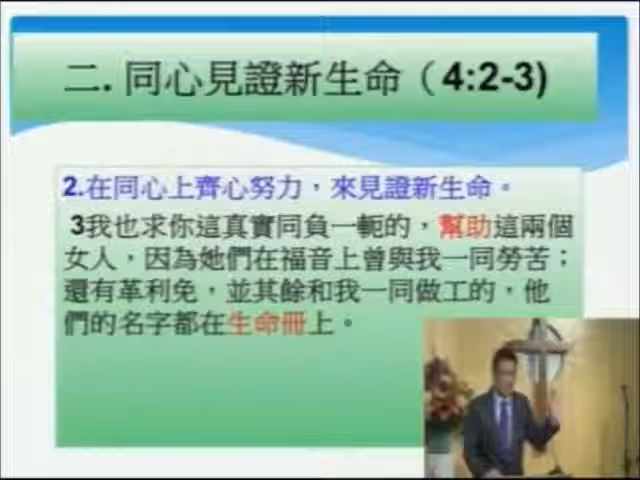 二. 同心見證新生命（4:2-3)
2.在同心上齊心努力，來見證新生命。
3我也求你這真實同負一軛的，幫助這兩個
女人，因為她們在福音上曾與我一同勞苦；
還有革利免，並其餘和我一同做工的，他
們的名字都在生命冊上。